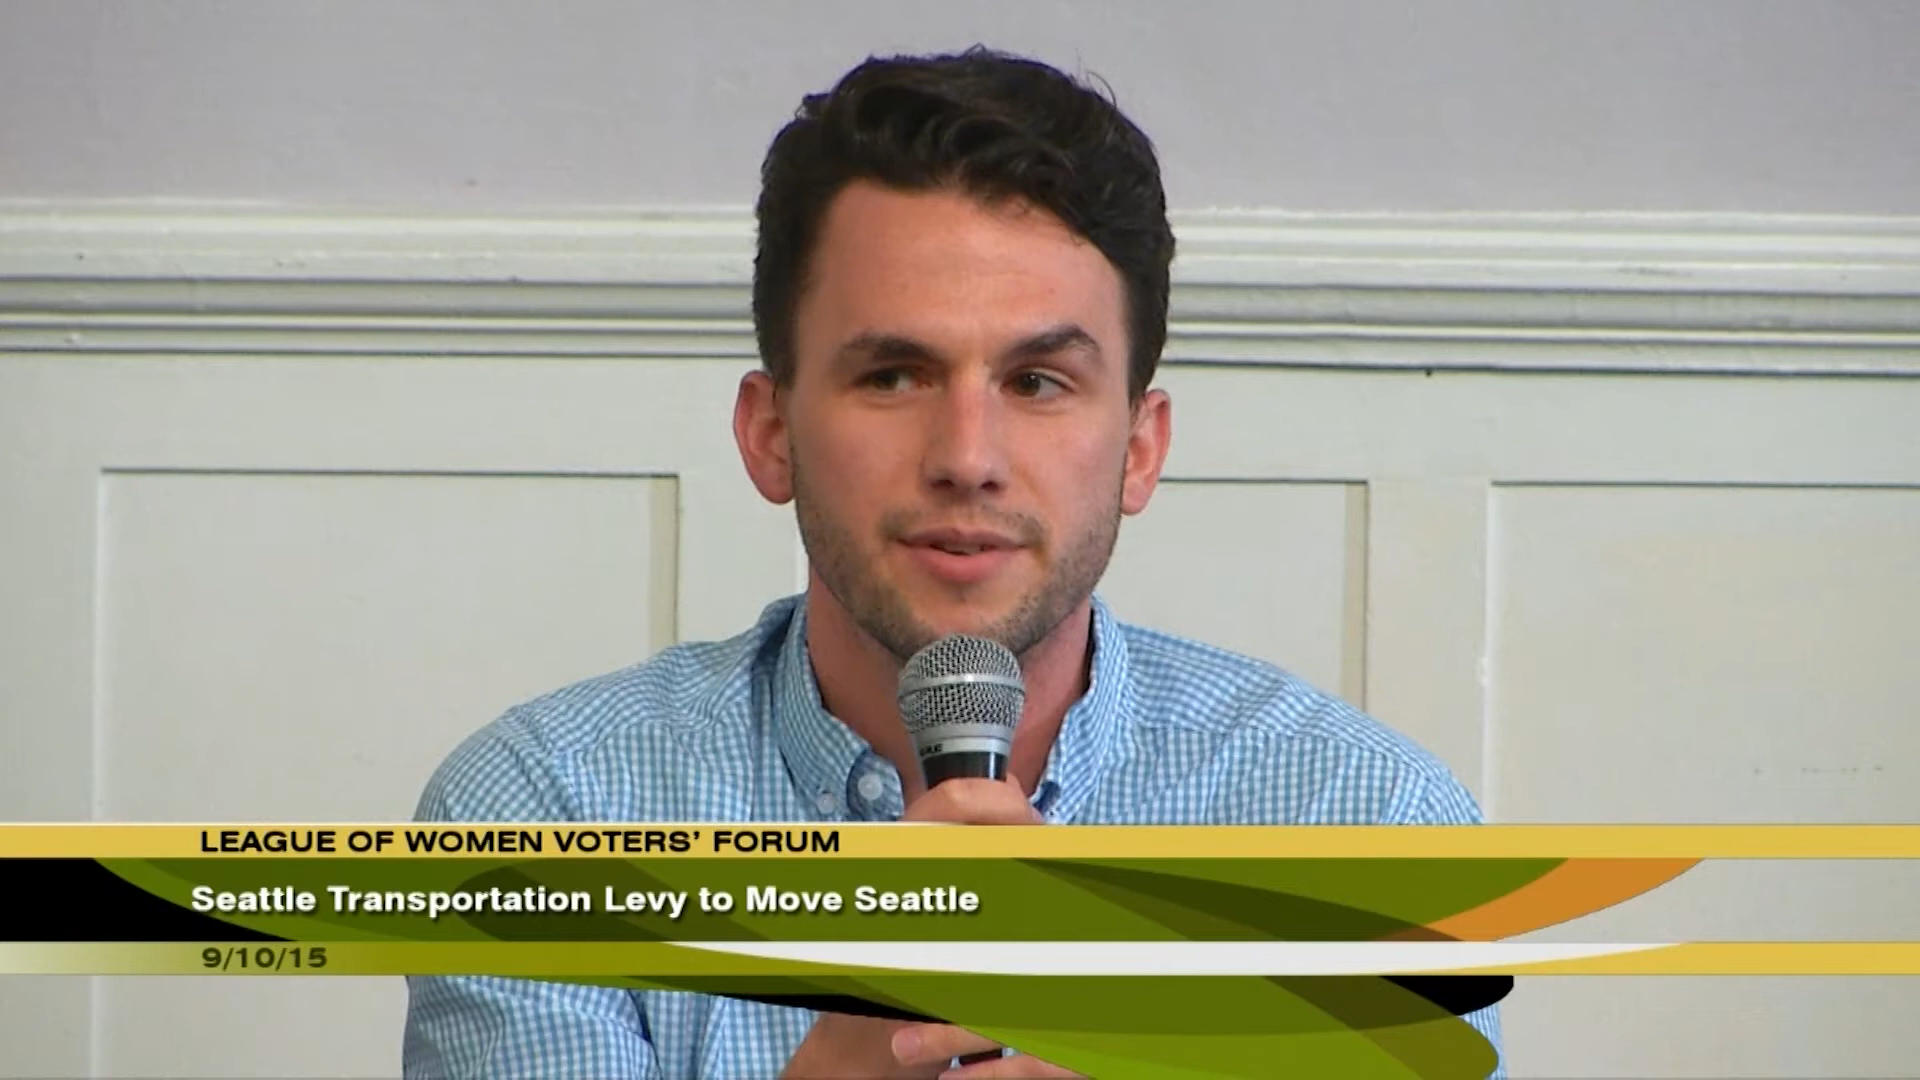 LEAGUE OF WOMEN VOTERS’ FORUM
Seattle Transportation Levy to Move Seattle
9/10/15